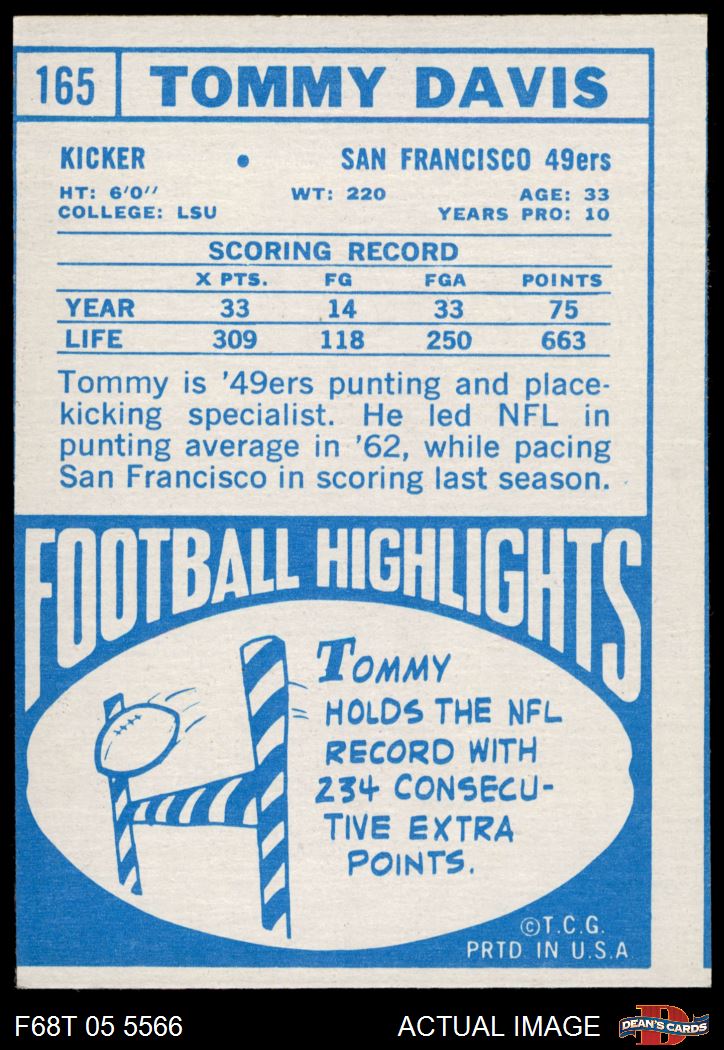 165 TOMMY DAVIS
KICKER • SAN FRANCISCO 49ers
HT: 6'0'' WT: 220 AGE: 33
COLLEGE: LSU YEARS PRO: 10
SCORING RECORD
X PTS. FG FGA POINTS
YEAR 33 14 33 75
LIFE 309 118 250 663
Tommy is '49ers punting and place-
kicking specialist. He led NFL in
punting average in '62, while pacing
San Francisco in scoring last season.
FOOTBALL HIGHLIGHTS
TOMMY
HOLDS THE NFL
RECORD WITH
234 CONSECU-
TIVE EXTRA
POINTS.
©T.C.G.
PRTD IN U.S.A
F68T 05 5566 ACTUAL IMAGE D DEAN'S CARDS